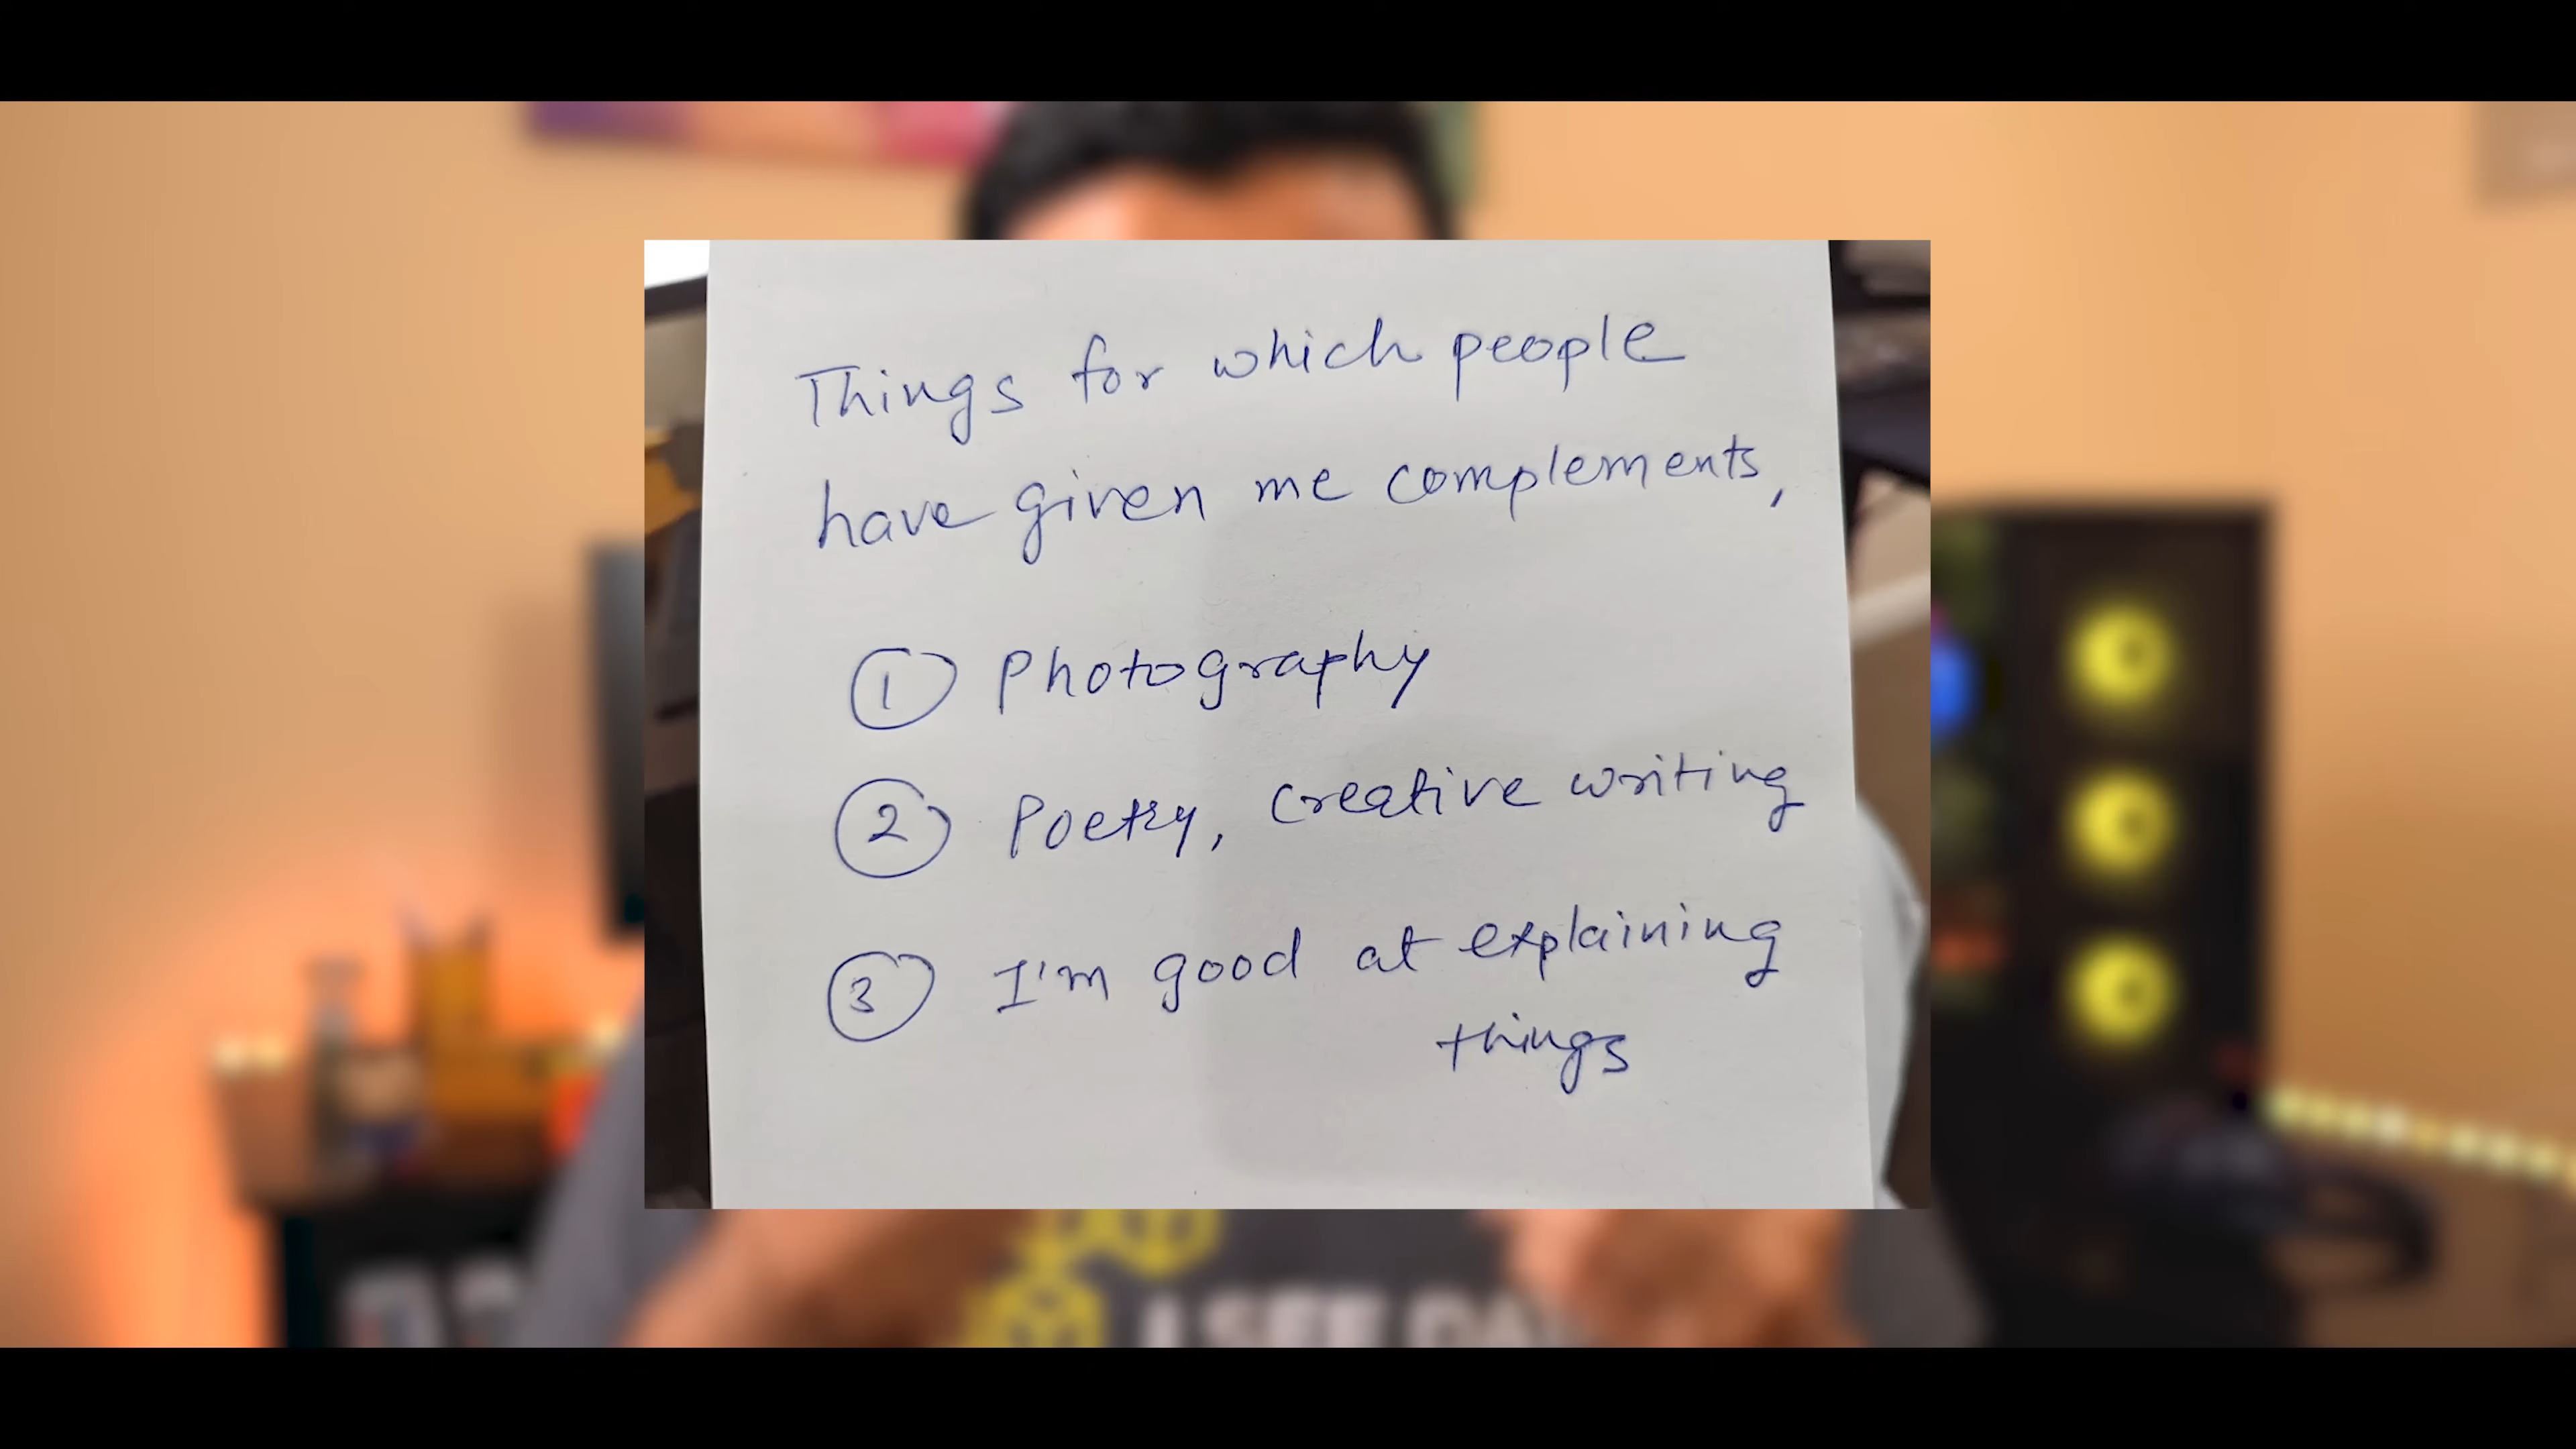 Things for which people
have given me complements,
1 Photography
2 Poetry, creative writing
3 I'm good at explaining
things
I SEE